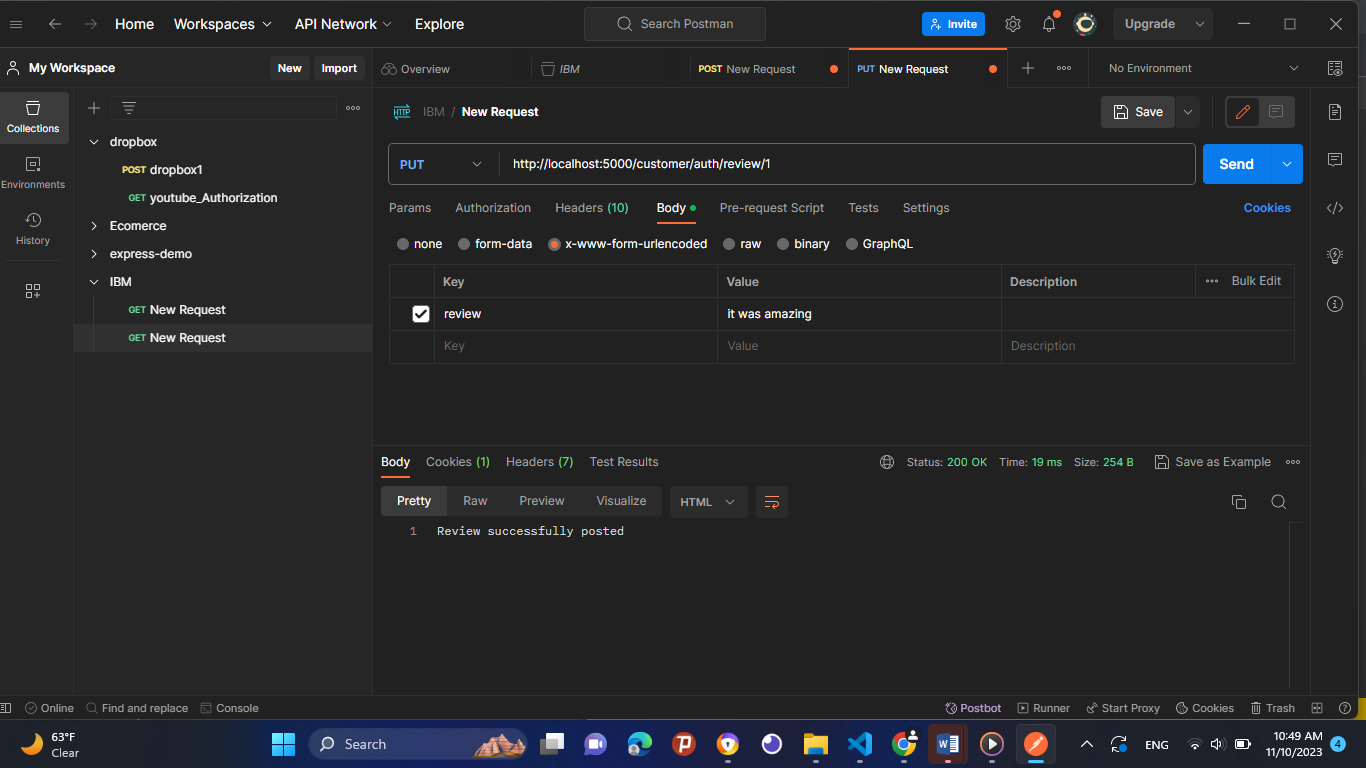 Home Workspaces API Network Explore Search Postman Invite Upgrade
My Workspace New Import Overview IBM POST New Request PUT New Request No Environment
Collections
Environments
History
dropbox
POST dropbox1
GET youtube_Authorization
Ecomerce
express-demo
IBM
GET New Request
GET New Request
HTTP IBM / New Request Save
PUT http://localhost:5000/customer/auth/review/1 Send
Params Authorization Headers (10) Body Pre-request Script Tests Settings Cookies
none form-data x-www-form-urlencoded raw binary GraphQL
Key Value Description Bulk Edit
review it was amazing
Key Value Description
Body Cookies (1) Headers (7) Test Results Status: 200 OK Time: 19 ms Size: 254 B Save as Example
Pretty Raw Preview Visualize HTML
1 Review successfully posted
Online Find and replace Console Postbot Runner Start Proxy Cookies Trash
63°F
Clear
Search
ENG
10:49 AM
11/10/2023
4